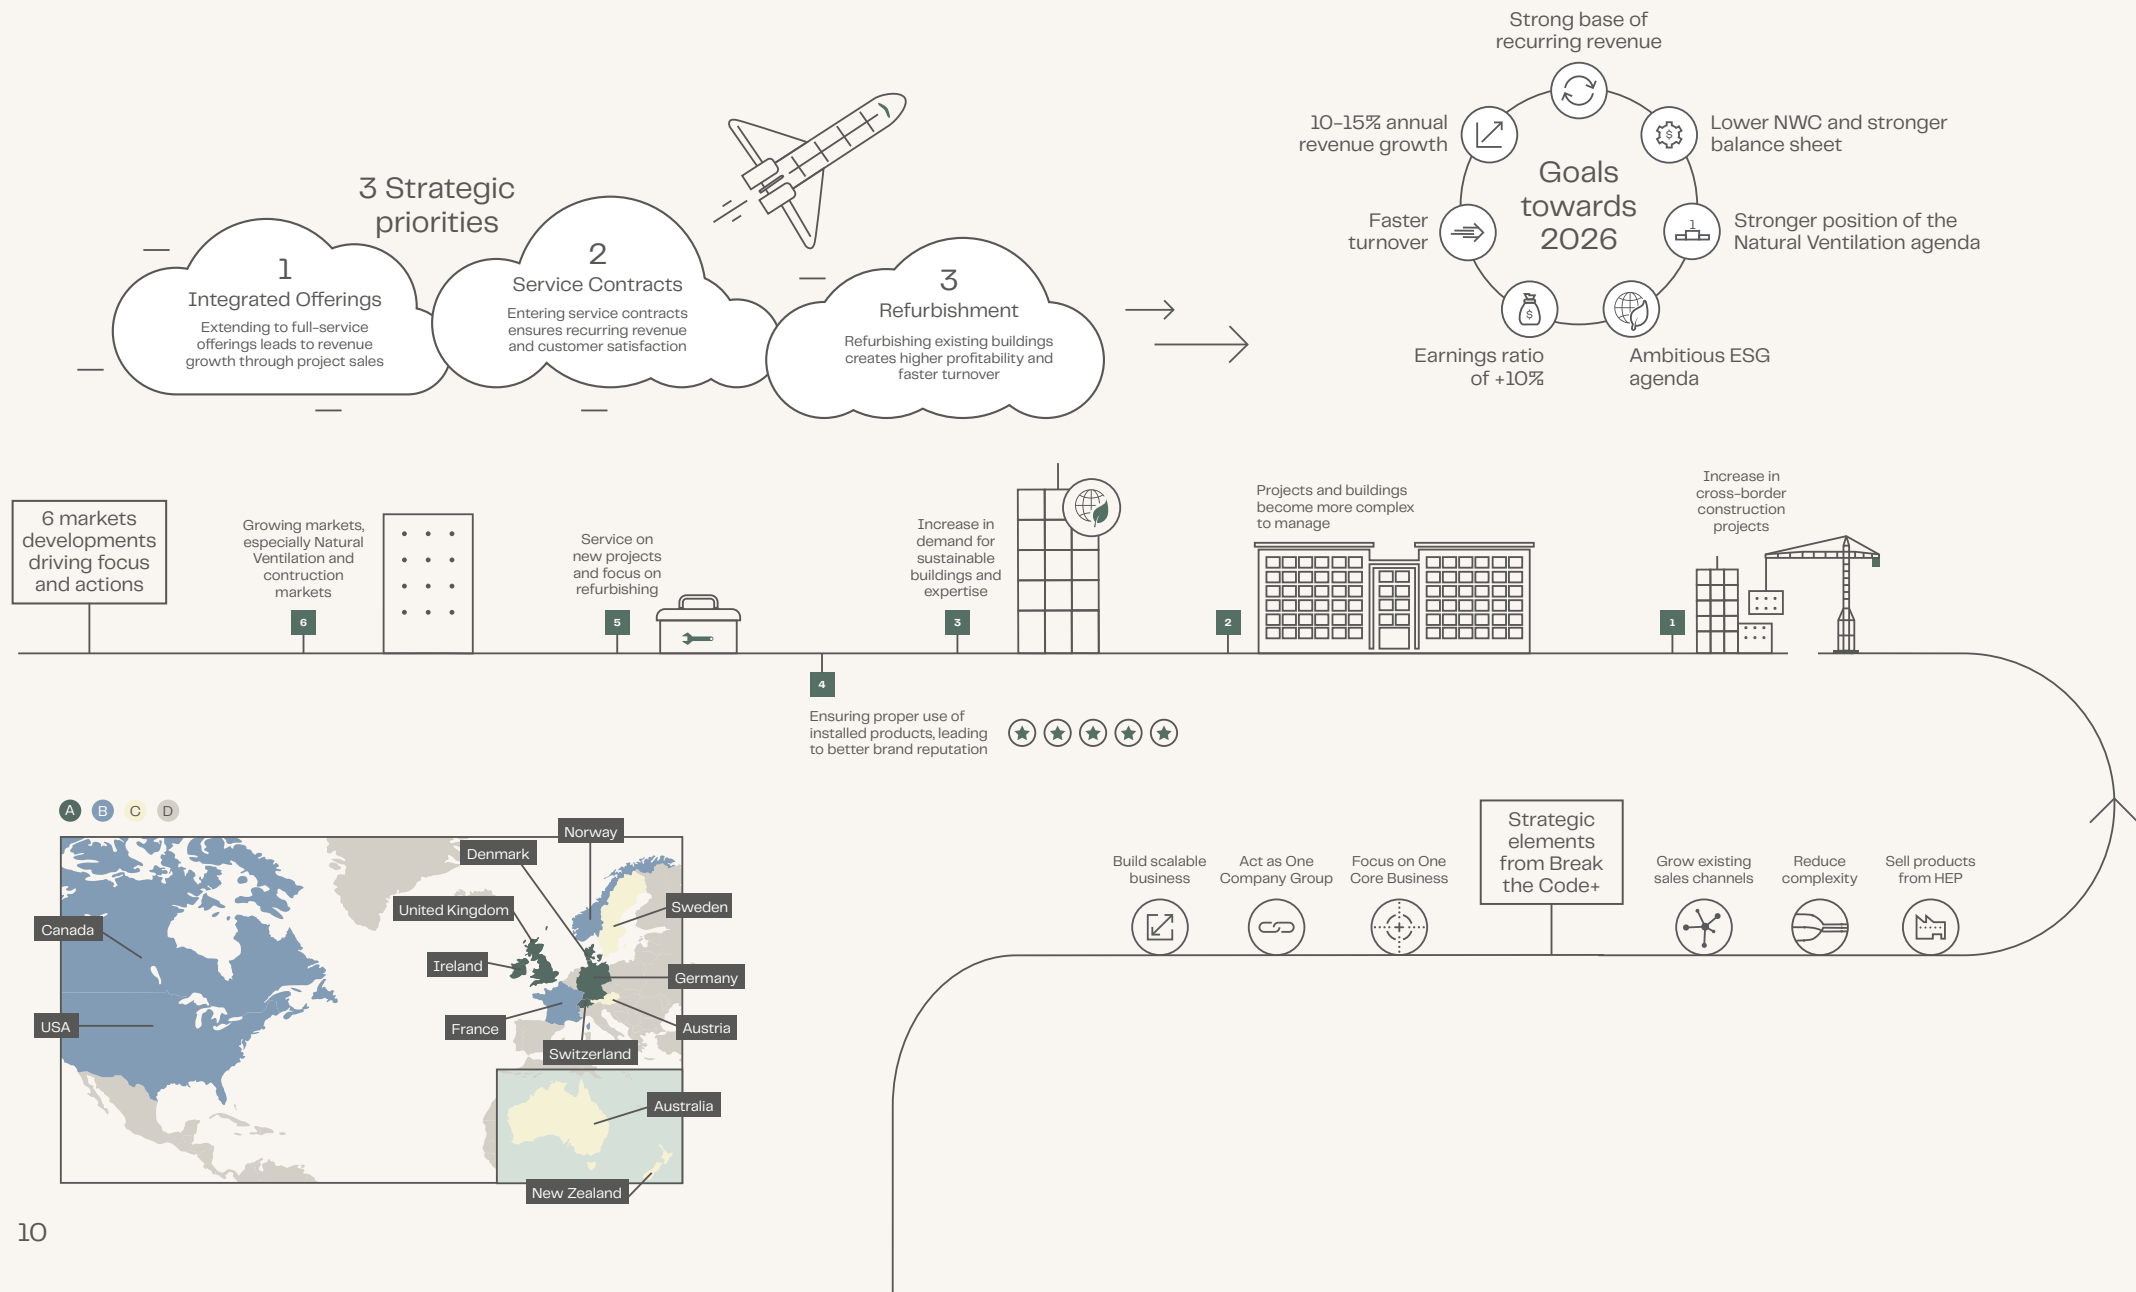 3 Strategic
priorities
1
Integrated Offerings
Extending to full-service
offerings leads to revenue
growth through project sales
2
Service Contracts
Entering service contracts
ensures recurring revenue
and customer satisfaction
3
Refurbishment
Refurbishing existing buildings
creates higher profitability and
faster turnover
Goals
towards
2026
Strong base of
recurring revenue
Lower NWC and stronger
balance sheet
$
Stronger position of the
Natural Ventilation agenda
1
Ambitious ESG
agenda
Earnings ratio
of +10%
$
Faster
turnover
10-15% annual
revenue growth
6 markets
developments
driving focus
and actions
Growing markets,
especially Natural
Ventilation and
contruction
markets
6
Service on
new projects
and focus on
refurbishing
5
Increase in
demand for
sustainable
buildings and
expertise
3
Projects and buildings
become more complex
to manage
2
Increase in
cross-border
construction
projects
1
4
Ensuring proper use of
installed products, leading
to better brand reputation
A B C D
Norway
Denmark
United Kingdom
Sweden
Canada
Ireland
Germany
USA
France
Austria
Switzerland
Australia
New Zealand
Build scalable
business
Act as One
Company Group
Focus on One
Core Business
Strategic
elements
from Break
the Code+
Grow existing
sales channels
Reduce
complexity
Sell products
from HEP
10